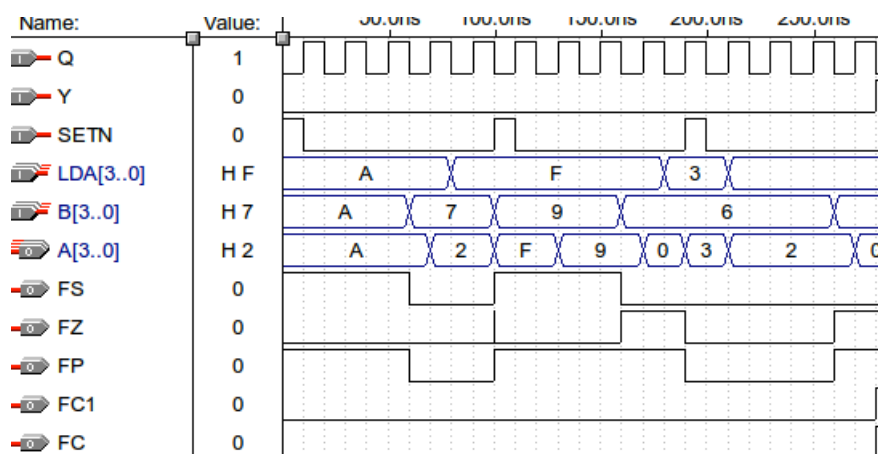 Name: Value: 50.0ns 100.0ns 150.0ns 200.0ns 250.0ns
Q 1
Y 0
SETN 0
LDA[3..0] H F A F 3
B[3..0] H 7 A 7 9 6
A[3..0] H 2 A 2 F 9 0 3 2 0
FS 0
FZ 0
FP 0
FC1 0
FC 0